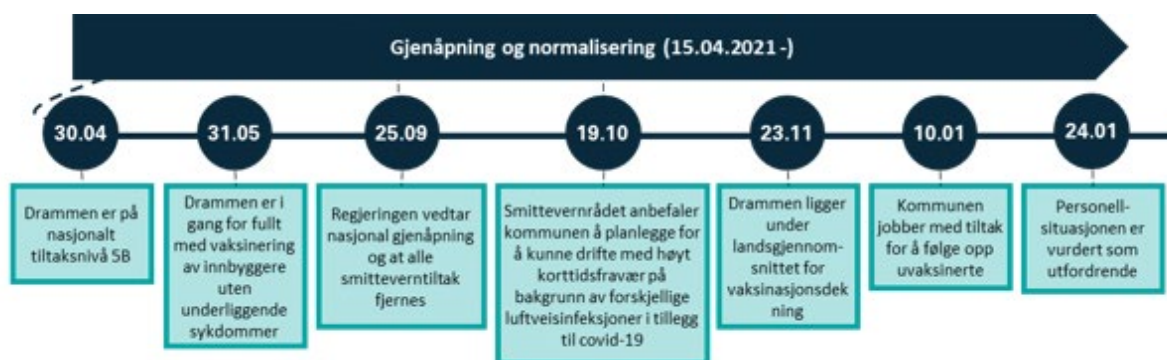 Gjenåpning og normalisering (15.04.2021 -)
30.04
31.05
25.09
19.10
23.11
10.01
24.01
Drammen er på
nasjonalt
tiltaksnivå 5B
Drammen er i
gang for fullt
med vaksinering
av innbyggere
uten
underliggende
sykdommer
Regjeringen vedtar
nasjonal gjenåpning
og at alle
smitteverntiltak
fjernes
Smittevernrådet anbefaler
kommunen å planlegge for
å kunne drifte med høyt
korttidsfravær på
bakgrunn av forskjellige
luftveisinfeksjoner i tillegg
til covid-19
Drammen ligger
under
landsgjennom-
snittet for
vaksinasjonsdek
ning
Kommunen
jobber med tiltak
for å følge opp
uvaksinerte
Personell-
situasjonen er
vurdert som
utfordrende